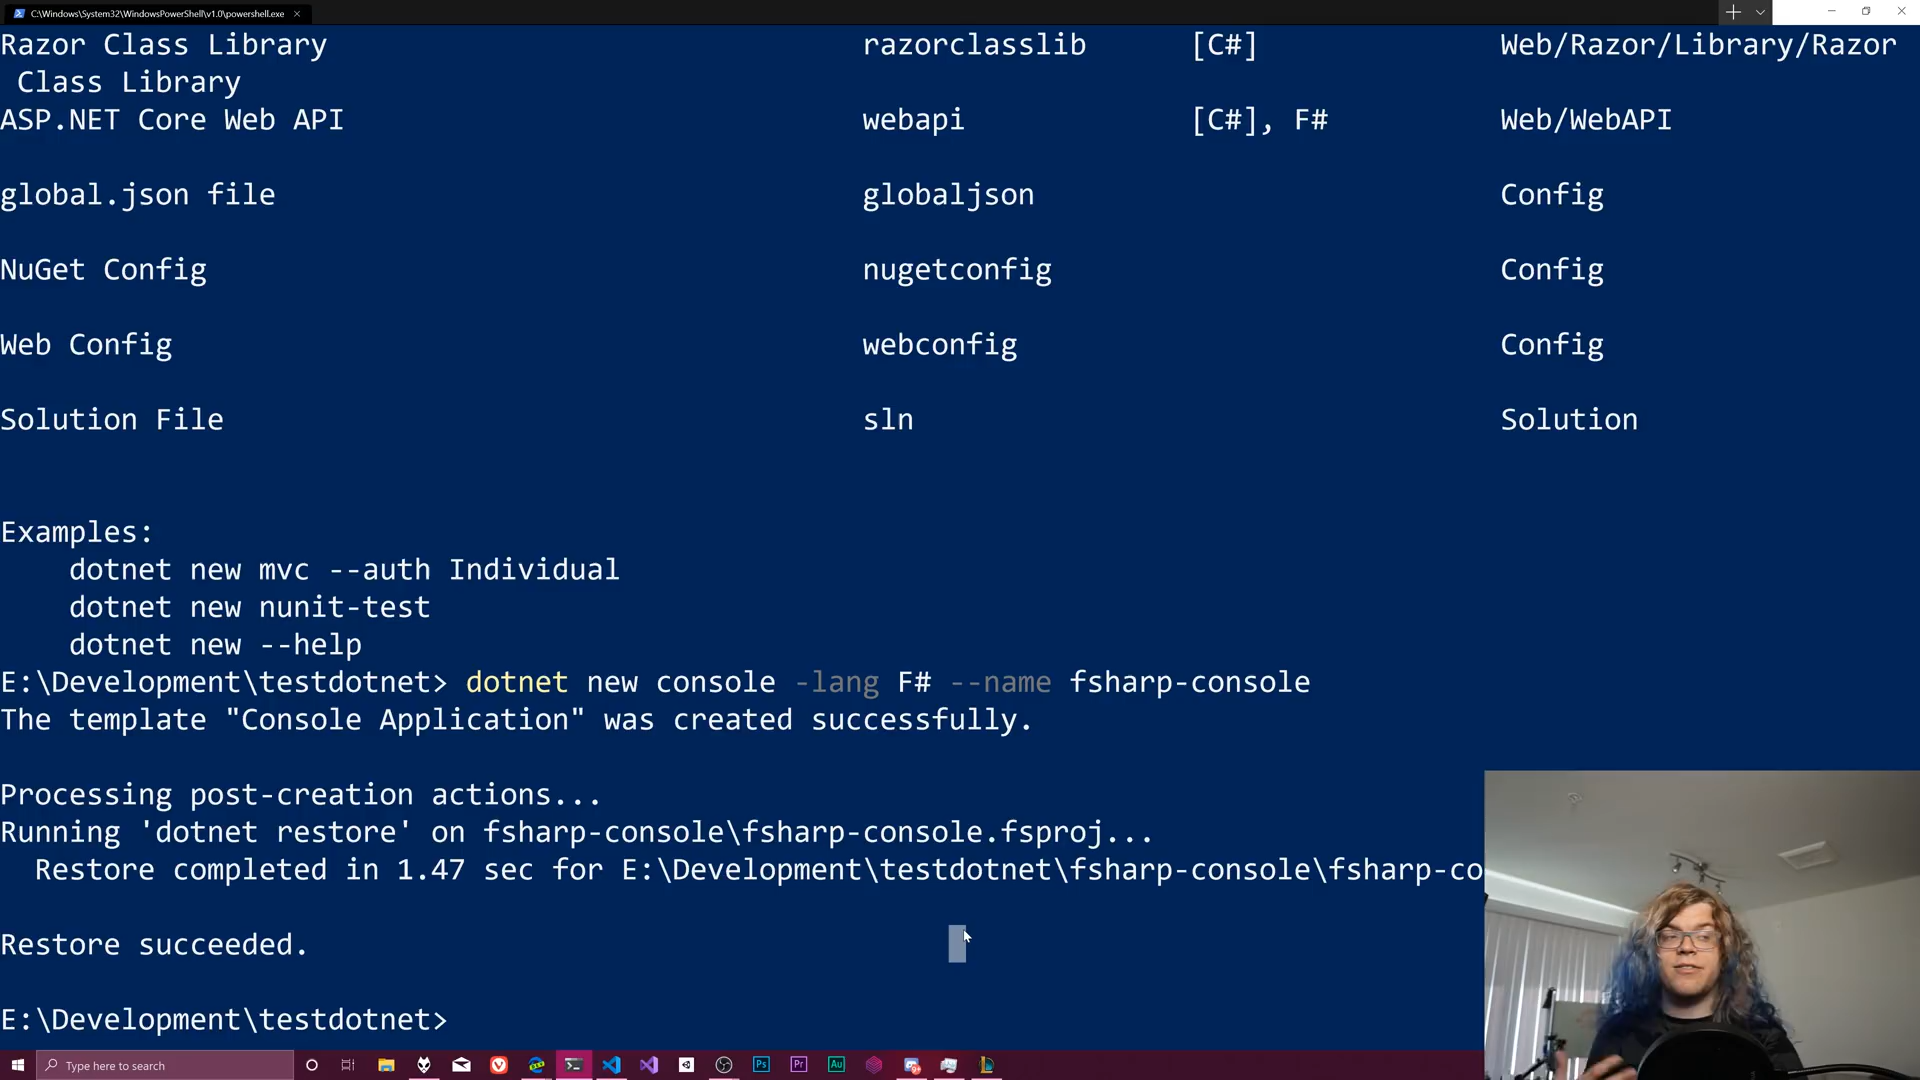 C:\Windows\System32\WindowsPowerShell\v1.0\powershell.exe
Razor Class Library razorclasslib [C#] Web/Razor/Library/Razor
Class Library
ASP.NET Core Web API webapi [C#], F# Web/WebAPI
global.json file globaljson Config
NuGet Config nugetconfig Config
Web Config webconfig Config
Solution File sln Solution
Examples:
dotnet new mvc --auth Individual
dotnet new nunit-test
dotnet new --help
E:\Development\testdotnet> dotnet new console -lang F# --name fsharp-console
The template "Console Application" was created successfully.
Processing post-creation actions...
Running 'dotnet restore' on fsharp-console\fsharp-console.fsproj...
Restore completed in 1.47 sec for E:\Development\testdotnet\fsharp-console\fsharp-co
Restore succeeded.
E:\Development\testdotnet>
Type here to search
Ps
Pr
Au